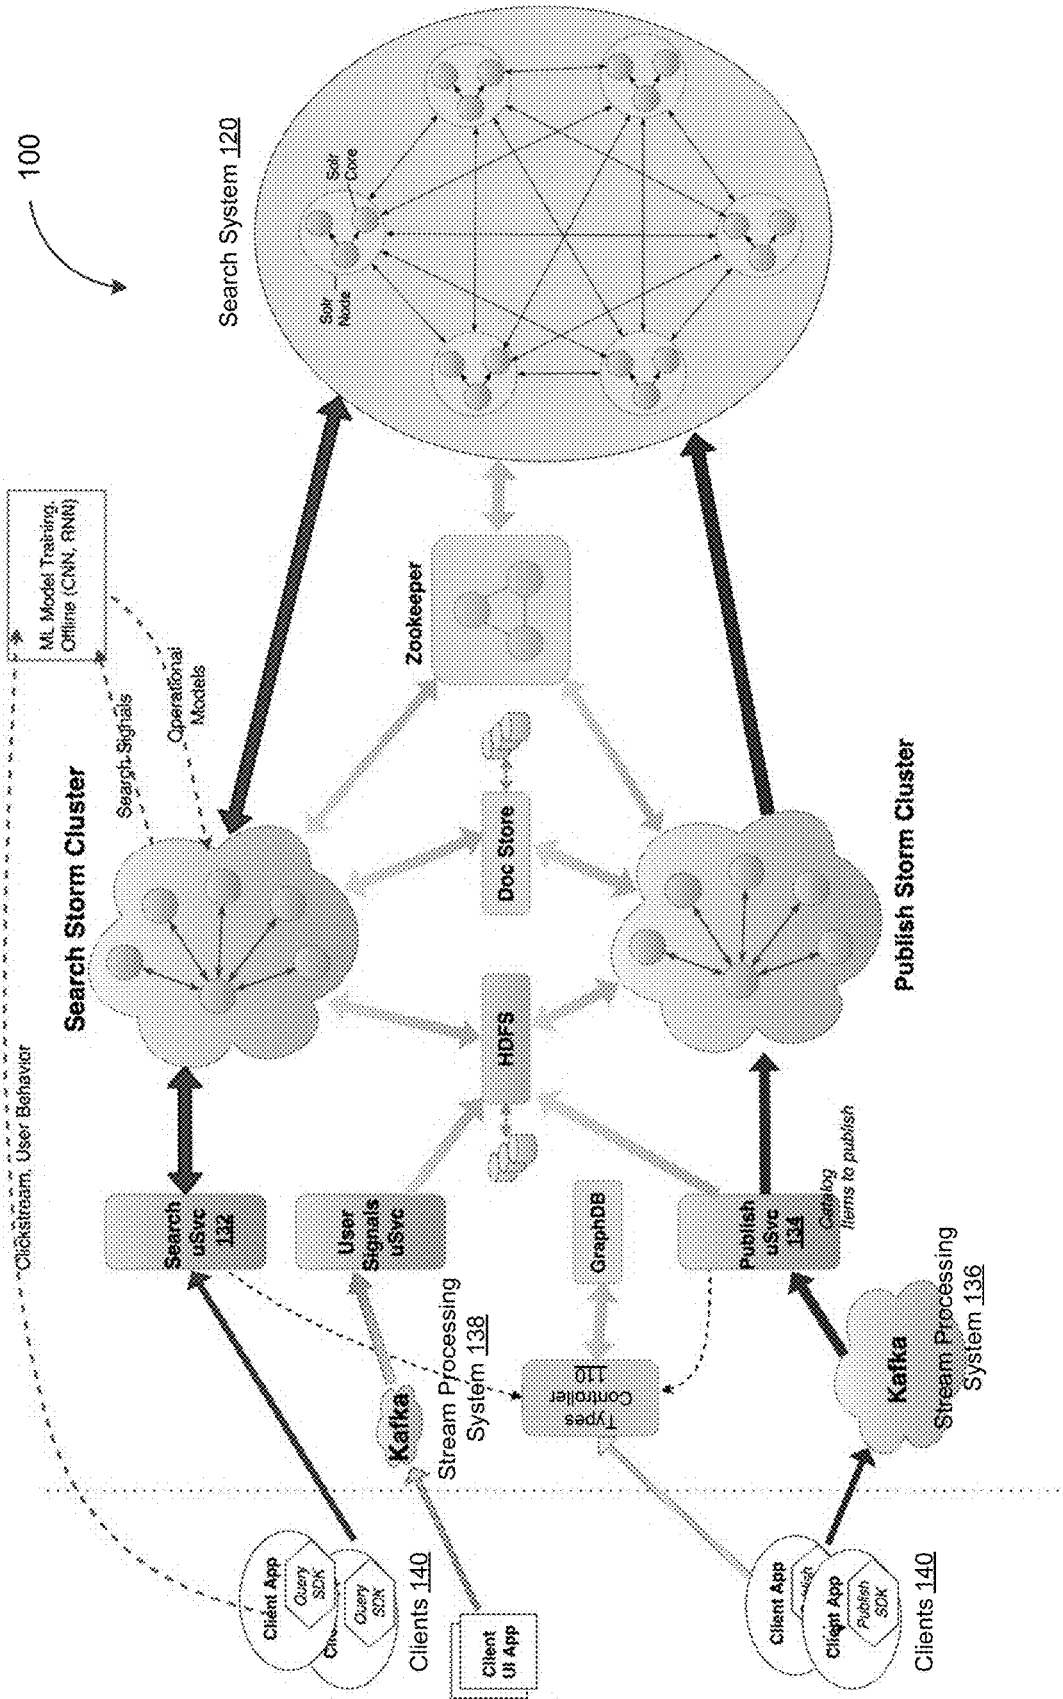 100
Search System 120
Solr
Node
Solr
Core
ML Model Training,
Offline (CNN, RNN)
Clickstream, User Behavior
Search Signals
Operational
Models
Search Storm Cluster
Zookeeper
Doc Store
HDFS
Publish Storm Cluster
Search
uSvc
132
User
Signals
uSvc
GraphDB
Publish
uSvc
134
Catalog
Items to publish
Types
Controller
110
Kafka
Stream Processing
System 138
Kafka
Stream Processing
System 136
Client App
Query
SDK
Query
SDK
Clients 140
Client
UI App
Client App
Client App
Publish
SDK
Clients 140